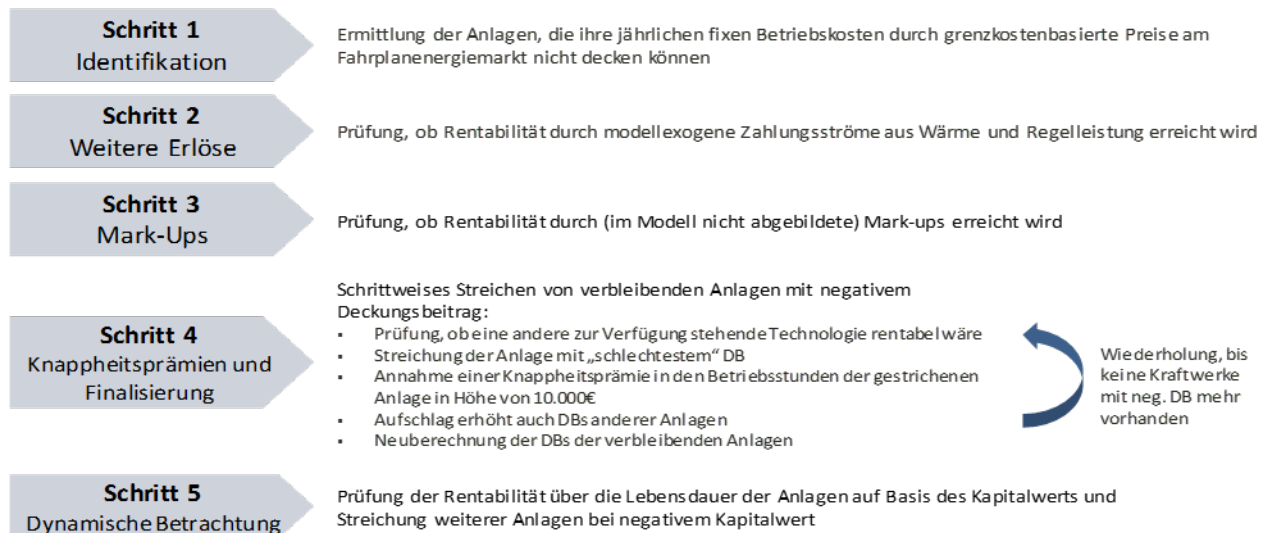 Schritt 1
Identifikation
Ermittlung der Anlagen, die ihre jährlichen fixen Betriebskosten durch grenzkostenbasierte Preise am
Fahrplanenergiemarkt nicht decken können
Schritt 2
Weitere Erlöse
Prüfung, ob Rentabilität durch modellexogene Zahlungsströme aus Wärme und Regelleistung erreicht wird
Schritt 3
Mark-Ups
Prüfung, ob Rentabilität durch (im Modell nicht abgebildete) Mark-ups erreicht wird
Schritt 4
Knappheitsprämien und
Finalisierung
Schrittweises Streichen von verbleibenden Anlagen mit negativem
Deckungsbeitrag:
▪ Prüfung, ob eine andere zur Verfügung stehende Technologie rentabel wäre
▪ Streichung der Anlage mit „schlechtestem“ DB
▪ Annahme einer Knappheitsprämie in den Betriebsstunden der gestrichenen
Anlage in Höhe von 10.000€
▪ Aufschlag erhöht auch DBs anderer Anlagen
▪ Neuberechnung der DBs der verbleibenden Anlagen
Wiederholung, bis
keine Kraftwerke
mit neg. DB mehr
vorhanden
Schritt 5
Dynamische Betrachtung
Prüfung der Rentabilität über die Lebensdauer der Anlagen auf Basis des Kapitalwerts und
Streichung weiterer Anlagen bei negativem Kapitalwert